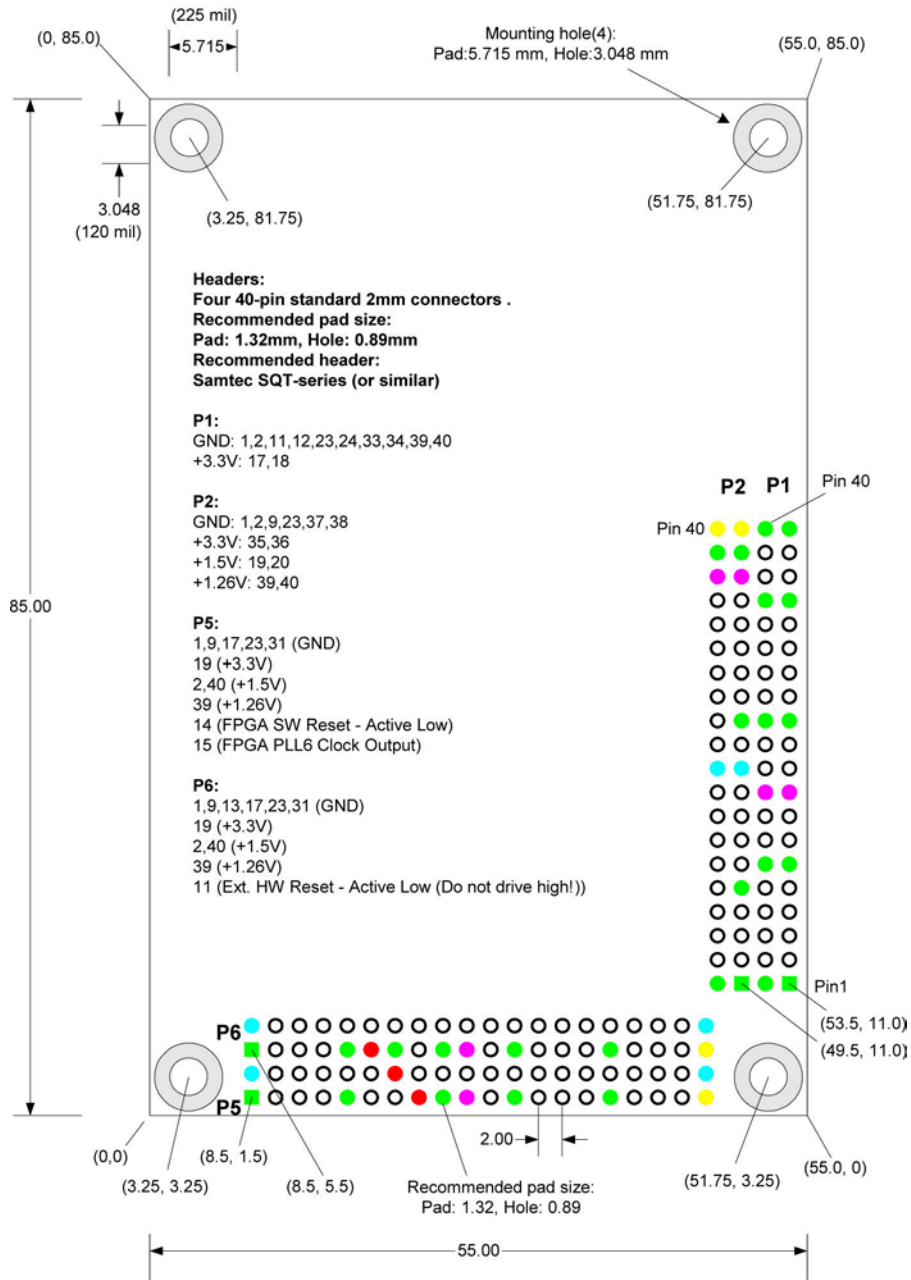 (225 mil)
5.715
(0, 85.0)
Mounting hole(4):
Pad:5.715 mm, Hole:3.048 mm
(55.0, 85.0)
3.048
(120 mil)
(3.25, 81.75)
(51.75, 81.75)
Headers:
Four 40-pin standard 2mm connectors .
Recommended pad size:
Pad: 1.32mm, Hole: 0.89mm
Recommended header:
Samtec SQT-series (or similar)
P1:
GND: 1,2,11,12,23,24,33,34,39,40
+3.3V: 17,18
P2:
GND: 1,2,9,23,37,38
+3.3V: 35,36
+1.5V: 19,20
+1.26V: 39,40
P5:
1,9,17,23,31 (GND)
19 (+3.3V)
2,40 (+1.5V)
39 (+1.26V)
14 (FPGA SW Reset - Active Low)
15 (FPGA PLL6 Clock Output)
P6:
1,9,13,17,23,31 (GND)
19 (+3.3V)
2,40 (+1.5V)
39 (+1.26V)
11 (Ext. HW Reset - Active Low (Do not drive high!))
85.00
P2 P1
Pin 40
Pin 40
Pin1
(53.5, 11.0)
(49.5, 11.0)
P6
P5
(0,0)
(8.5, 1.5)
(3.25, 3.25)
(8.5, 5.5)
2.00
Recommended pad size:
Pad: 1.32, Hole: 0.89
(51.75, 3.25)
(55.0, 0)
55.00